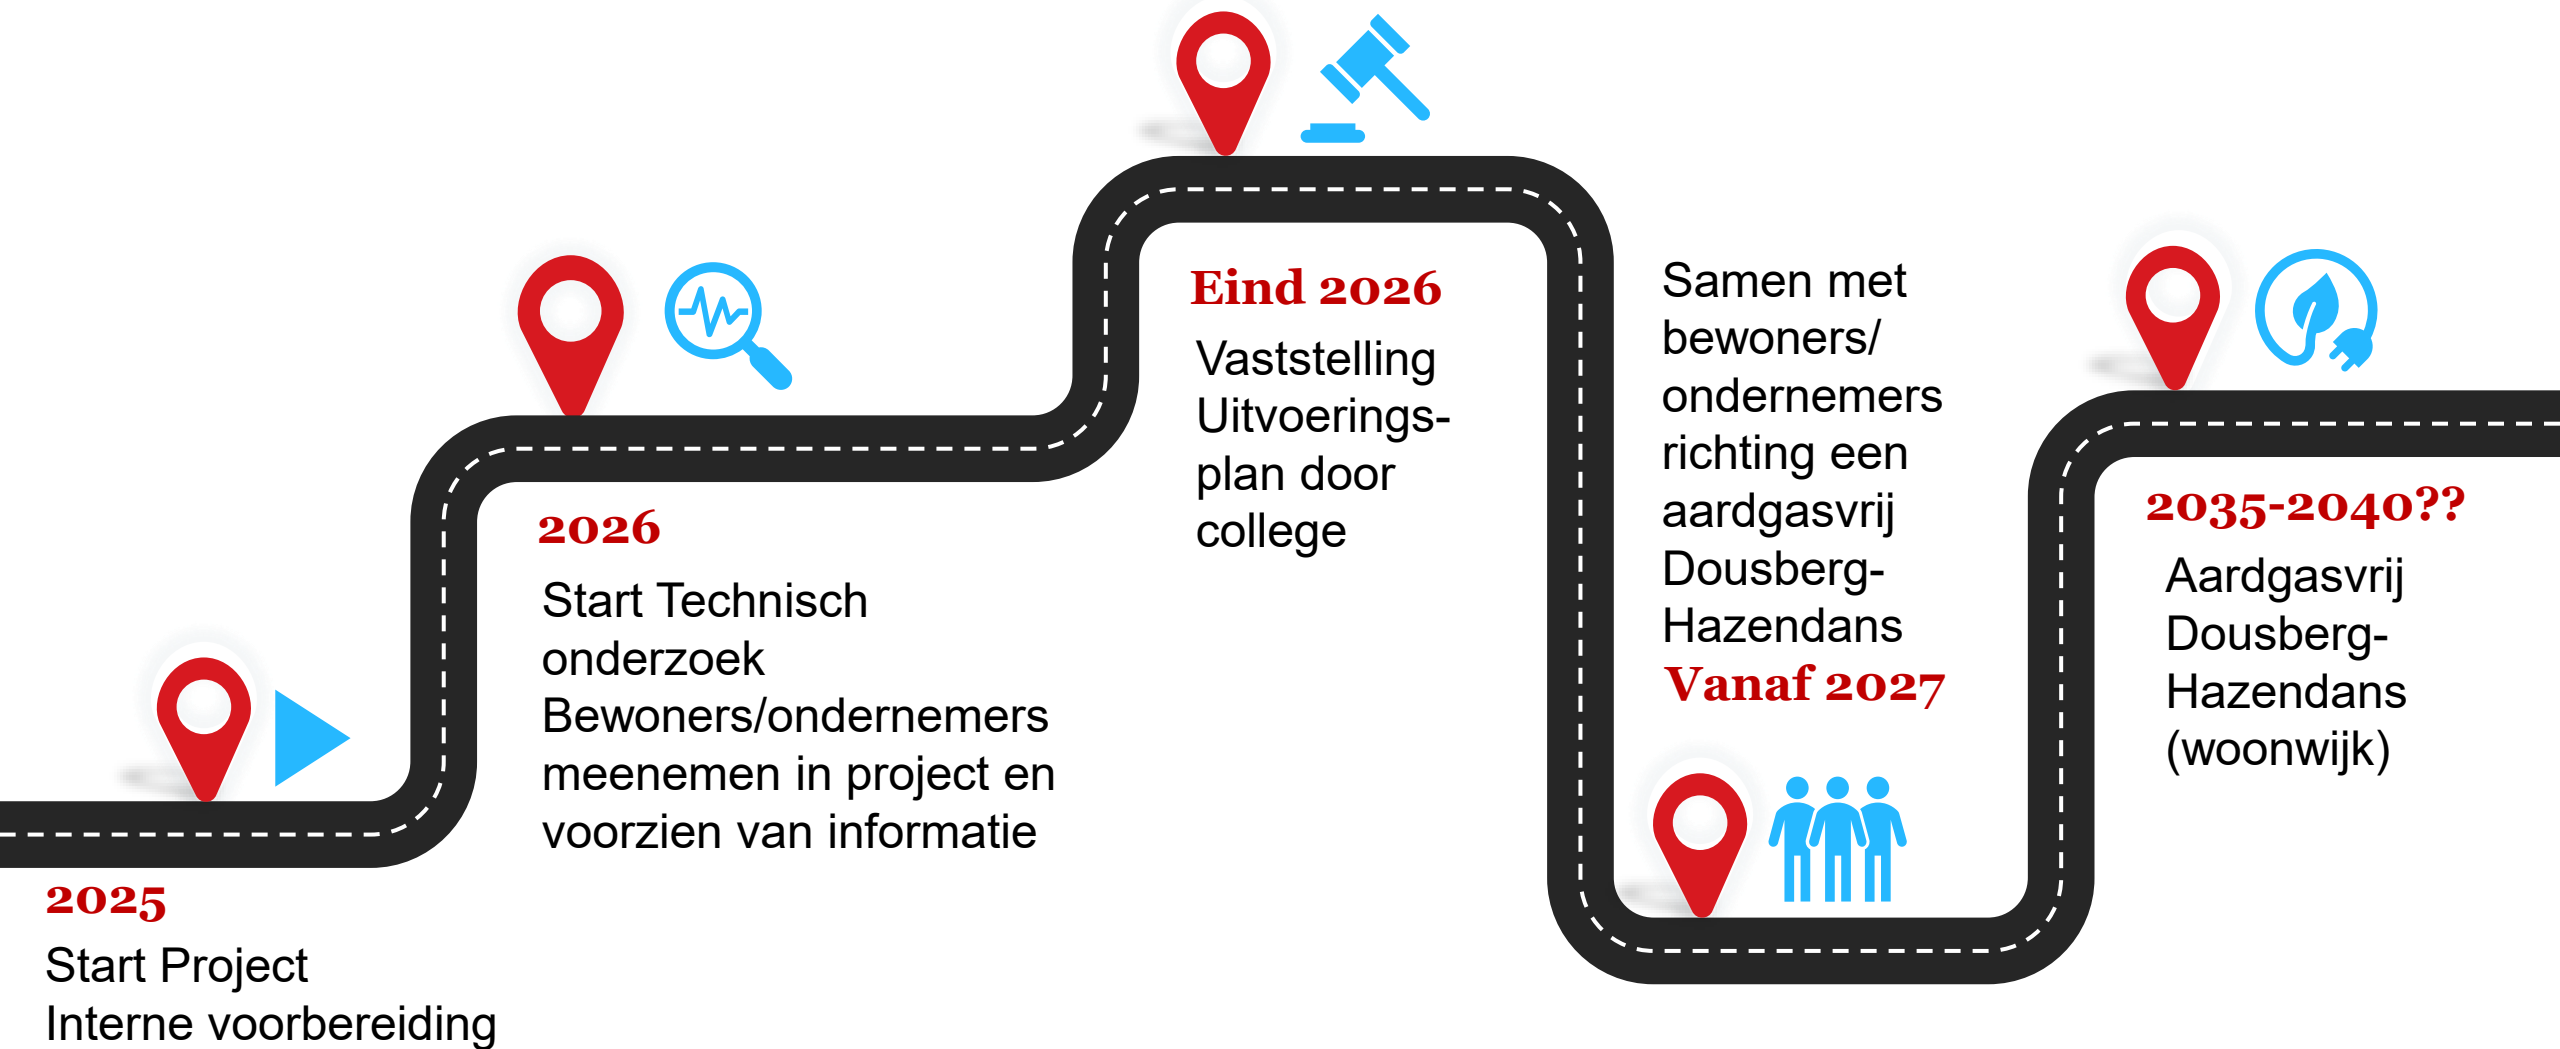 2025
Start Project
Interne voorbereiding
2026
Start Technisch
onderzoek
Bewoners/ondernemers
meenemen in project en
voorzien van informatie
Eind 2026
Vaststelling
Uitvoerings-
plan door
college
Samen met
bewoners/
ondernemers
richting een
aardgasvrij
Dousberg-
Hazendans
Vanaf 2027
2035-2040??
Aardgasvrij
Dousberg-
Hazendans
(woonwijk)